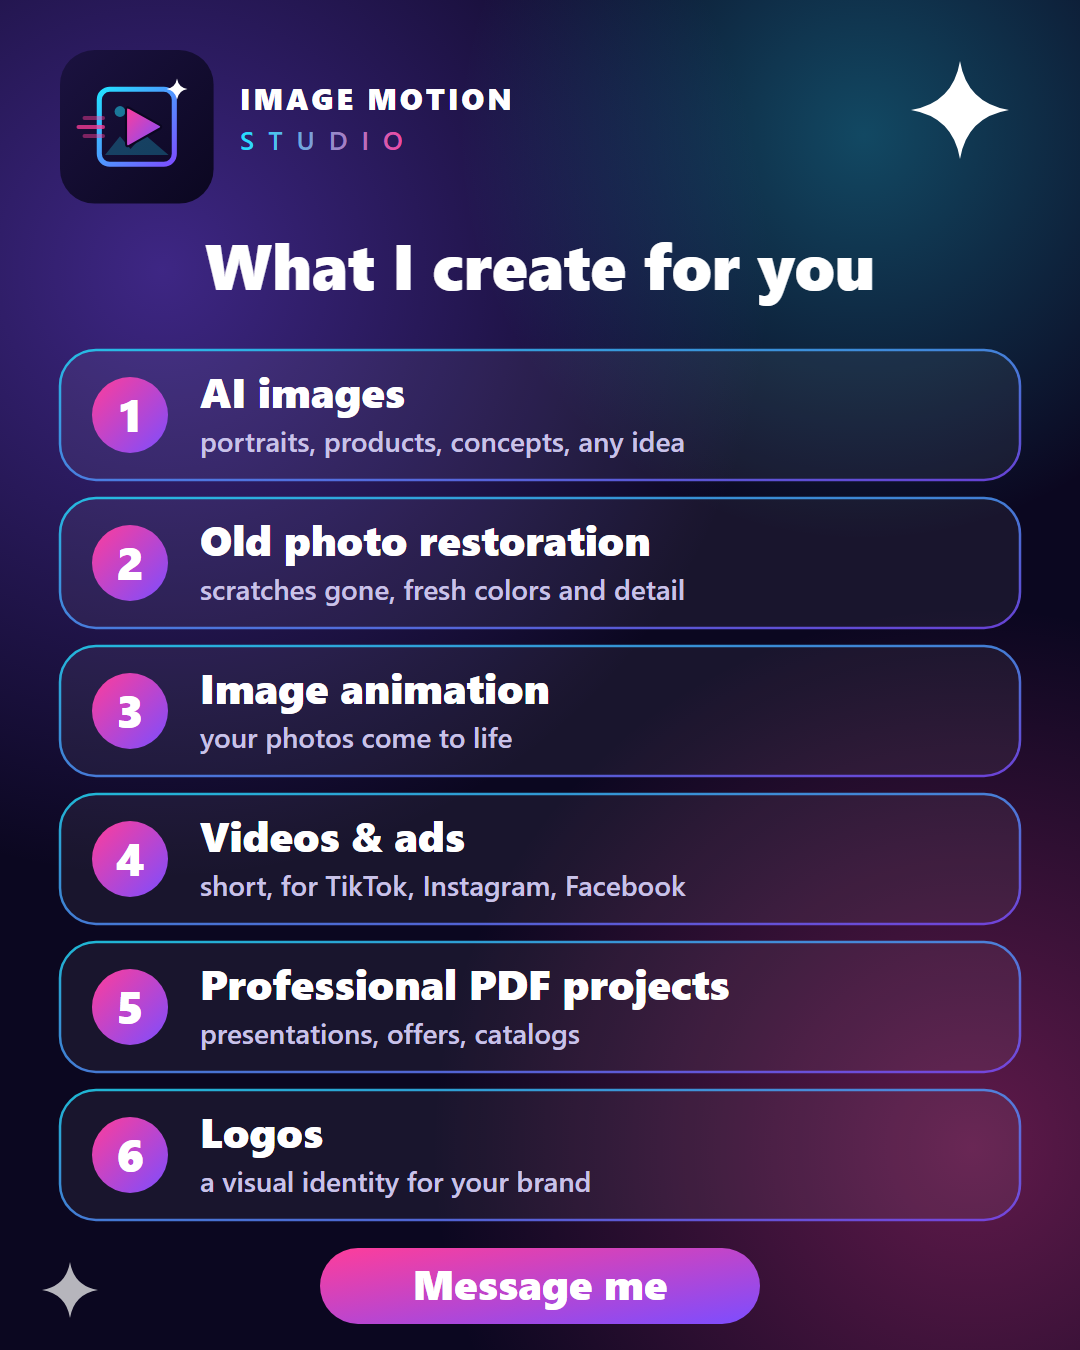 IMAGE MOTION
STUDIO
What I create for you
1
AI images
portraits, products, concepts, any idea
2
Old photo restoration
scratches gone, fresh colors and detail
3
Image animation
your photos come to life
4
Videos & ads
short, for TikTok, Instagram, Facebook
5
Professional PDF projects
presentations, offers, catalogs
6
Logos
a visual identity for your brand
Message me